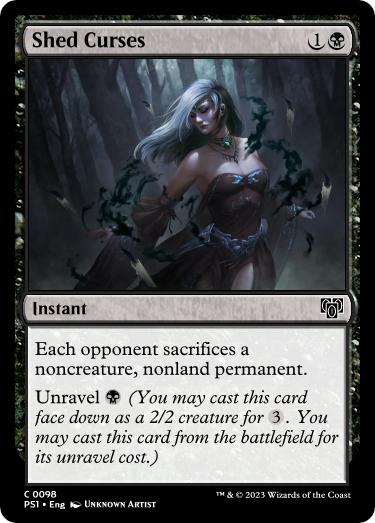 Shed Curses 1
Instant
Each opponent sacrifices a
noncreature, nonland permanent.
Unravel (You may cast this card
face down as a 2/2 creature for 3. You
may cast this card from the battlefield for
its unravel cost.)
C 0098
PS1 • Eng Unknown Artist
™ & © 2023 Wizards of the Coast